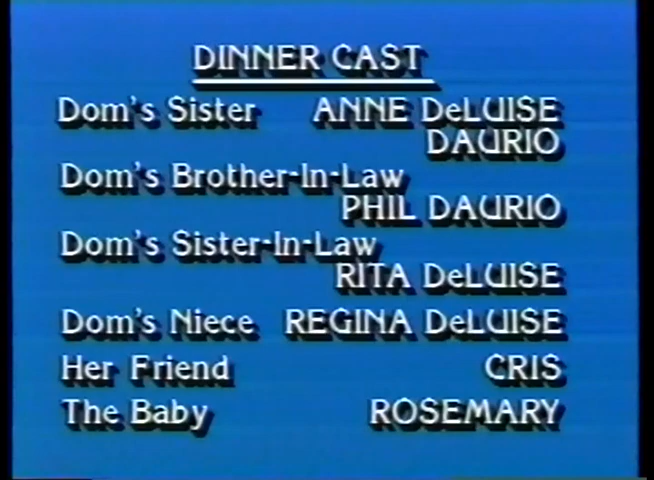 DINNER CAST
Dom's Sister ANNE DeLUISE
DAURIO
Dom's Brother-In-Law
PHIL DAURIO
Dom's Sister-In-Law
RITA DeLUISE
Dom's Niece REGINA DeLUISE
Her Friend CRIS
The Baby ROSEMARY